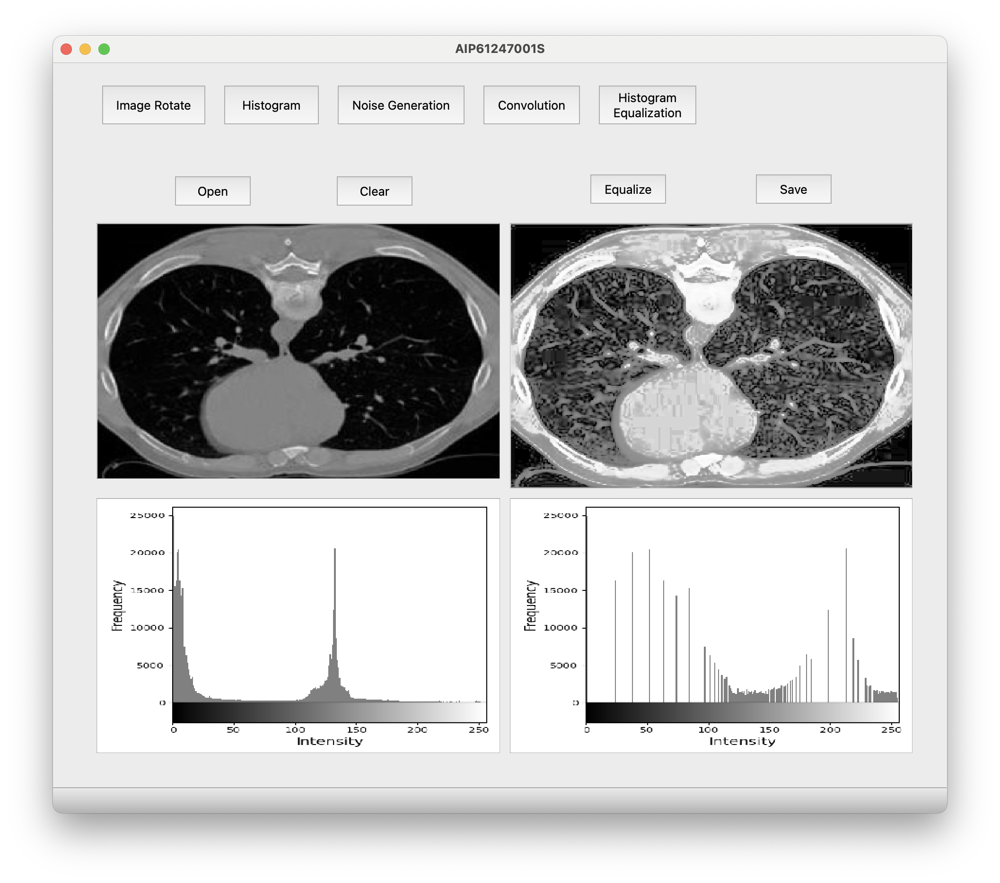 AIP61247001S
Image Rotate
Histogram
Noise Generation
Convolution
Histogram
Equalization
Open
Clear
Equalize
Save
25000
20000
15000
10000
5000
0
Frequency
0 50 100 150 200 250
Intensity
25000
20000
15000
10000
5000
0
Frequency
0 50 100 150 200 250
Intensity